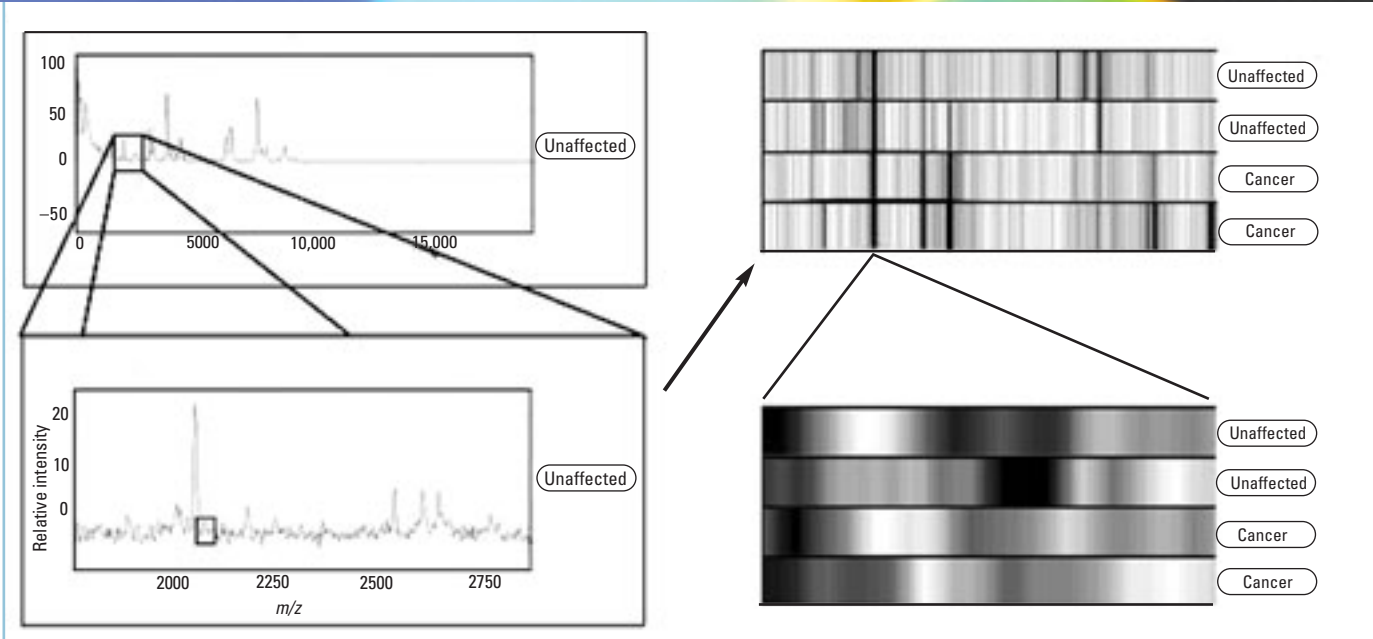 100
50
0
–50
0 5000 10,000 15,000
Unaffected
20
10
0
Relative intensity
2000 2250 2500 2750
m/z
Unaffected
Unaffected
Unaffected
Cancer
Cancer
Unaffected
Unaffected
Cancer
Cancer